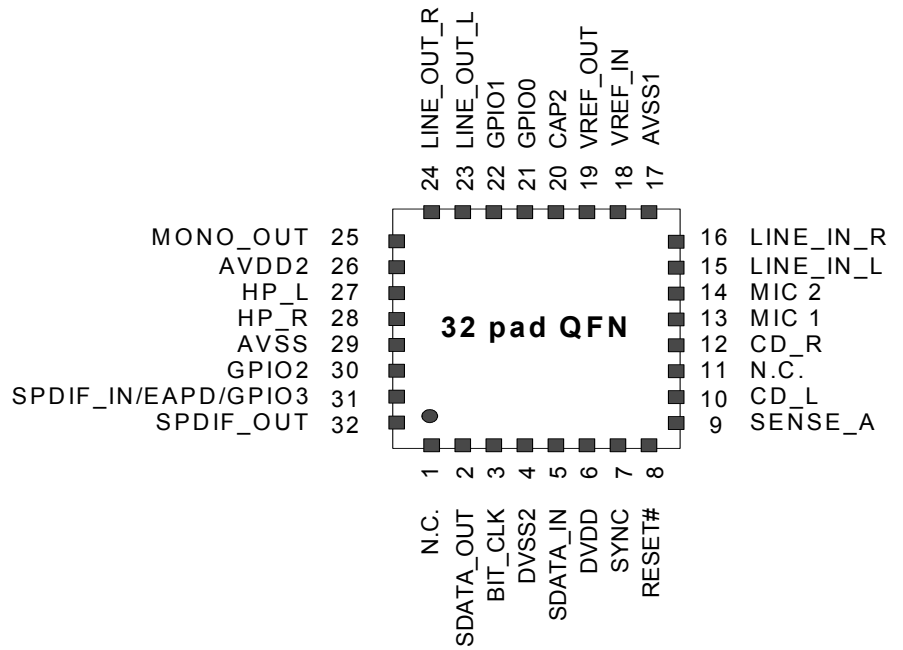 24 LINE_OUT_R
23 LINE_OUT_L
22 GPIO1
21 GPIO0
20 CAP2
19 VREF_OUT
18 VREF_IN
17 AVSS1
MONO_OUT 25
AVDD2 26
HP_L 27
HP_R 28
AVSS 29
GPIO2 30
SPDIF_IN/EAPD/GPIO3 31
SPDIF_OUT 32
32 pad QFN
16 LINE_IN_R
15 LINE_IN_L
14 MIC 2
13 MIC 1
12 CD_R
11 N.C.
10 CD_L
9 SENSE_A
1 N.C.
2 SDATA_OUT
3 BIT_CLK
4 DVSS2
5 SDATA_IN
6 DVDD
7 SYNC
8 RESET#